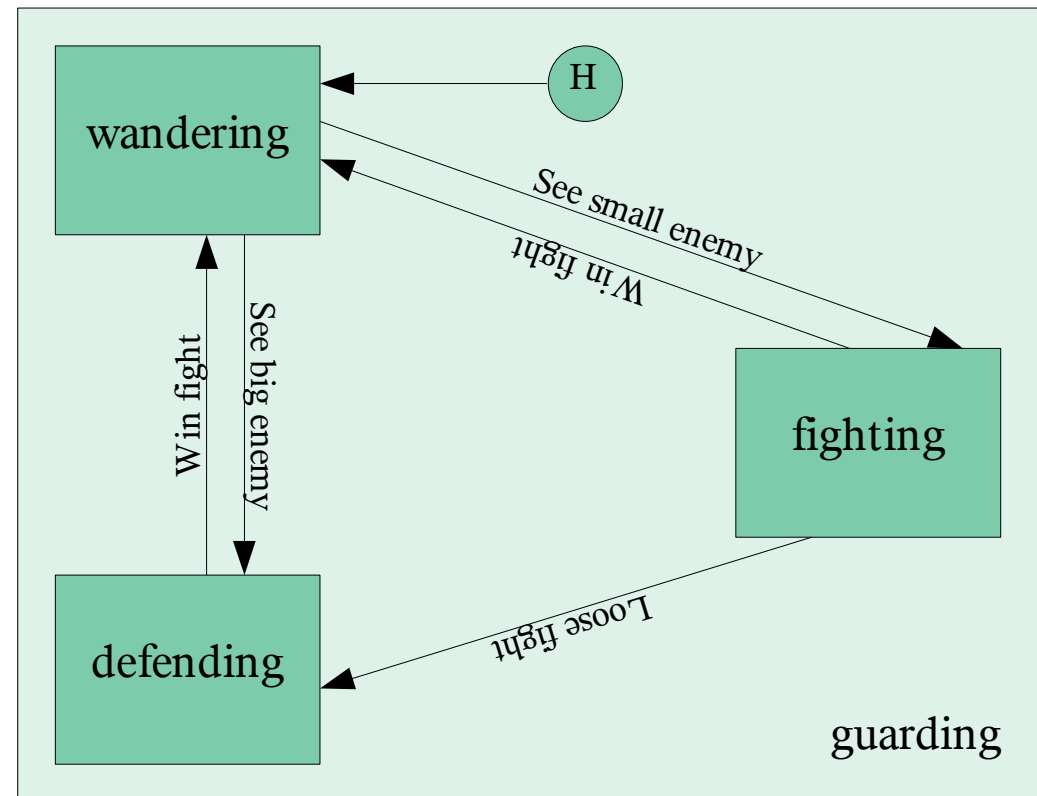 H
wandering
See small enemy
Win fight
Win fight
See big enemy
fighting
Loose fight
defending
guarding